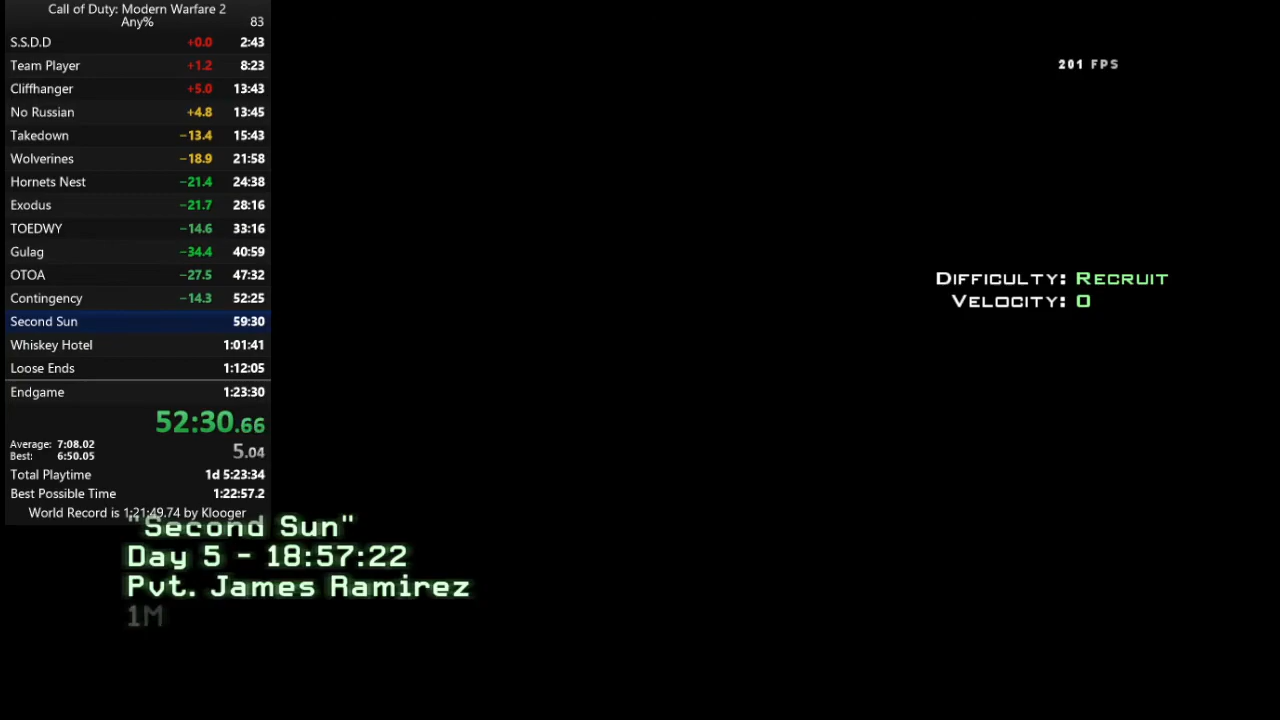 Call of Duty: Modern Warfare 2
Any% 83
S.S.D.D +0.0 2:43
Team Player +1.2 8:23
Cliffhanger +5.0 13:43
No Russian +4.8 13:45
Takedown −13.4 15:43
Wolverines −18.9 21:58
Hornets Nest −21.4 24:38
Exodus −21.7 28:16
TOEDWY −14.6 33:16
Gulag −34.4 40:59
OTOA −27.5 47:32
Contingency −14.3 52:25
Second Sun 59:30
Whiskey Hotel 1:01:41
Loose Ends 1:12:05
Endgame 1:23:30
52:30.66
Average: 7:08.02
Best: 6:50.05
5.04
Total Playtime 1d 5:23:34
Best Possible Time 1:22:57.2
World Record is 1:21:49.74 by Klooger
201 FPS
Difficulty: Recruit
Velocity: 0
"Second Sun"
Day 5 - 18:57:22
Pvt. James Ramirez
1M